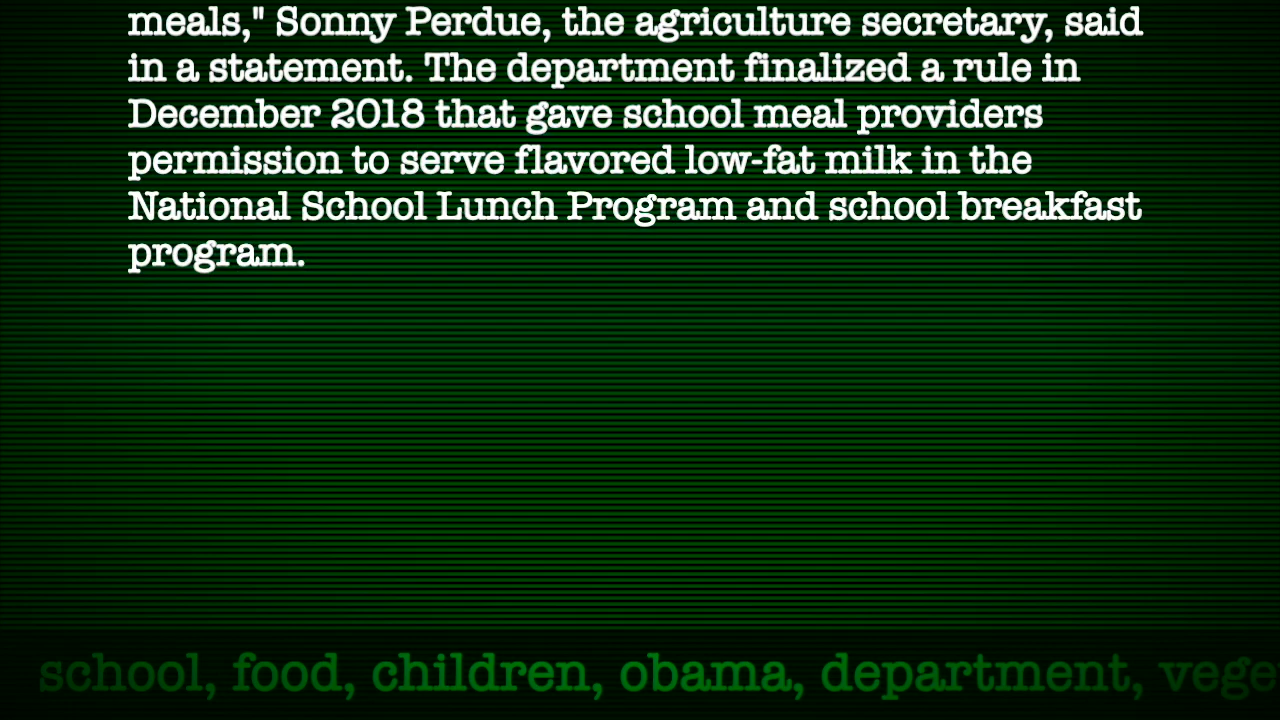 meals," Sonny Perdue, the agriculture secretary, said
in a statement. The department finalized a rule in
December 2018 that gave school meal providers
permission to serve flavored low-fat milk in the
National School Lunch Program and school breakfast
program.
school, food, children, obama, department, vege